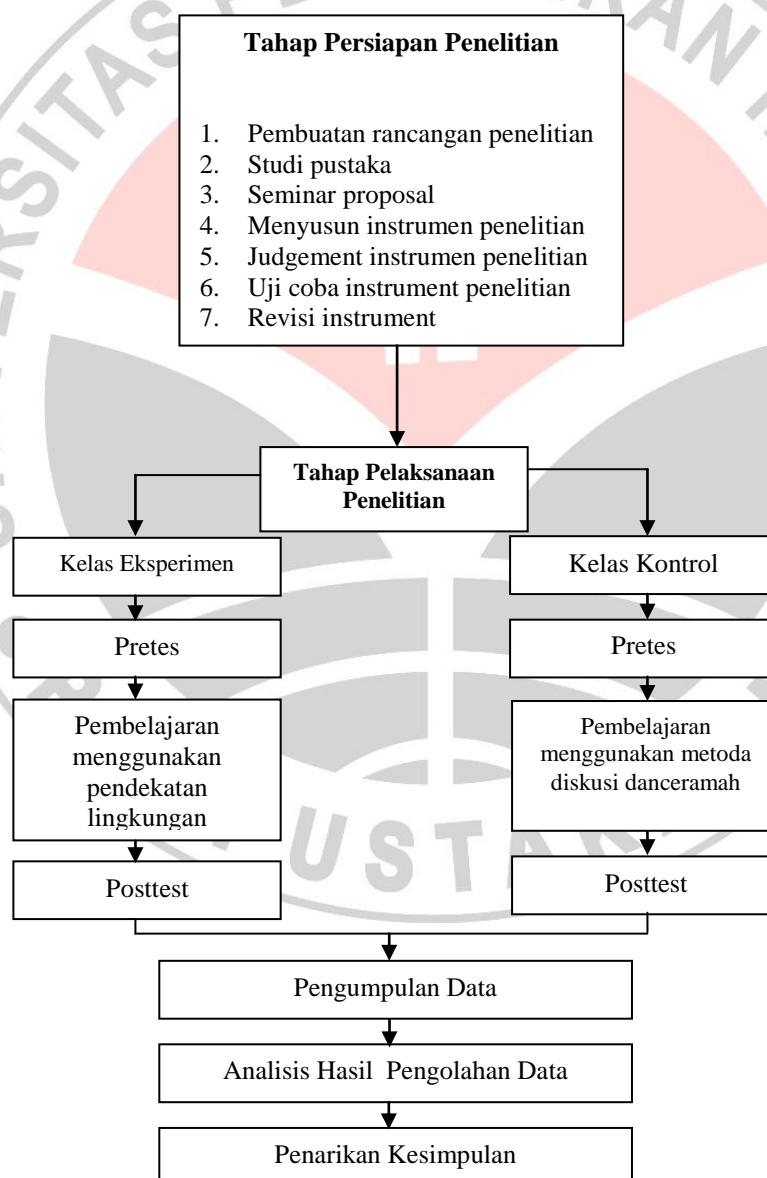 Tahap Persiapan Penelitian
1. Pembuatan rancangan penelitian
2. Studi pustaka
3. Seminar proposal
4. Menyusun instrumen penelitian
5. Judgement instrumen penelitian
6. Uji coba instrument penelitian
7. Revisi instrument
Tahap Pelaksanaan
Penelitian
Kelas Eksperimen
Kelas Kontrol
Pretes
Pretes
Pembelajaran
menggunakan
pendekatan
lingkungan
Pembelajaran
menggunakan metoda
diskusi danceramah
Posttest
Posttest
Pengumpulan Data
Analisis Hasil  Pengolahan Data
Penarikan Kesimpulan